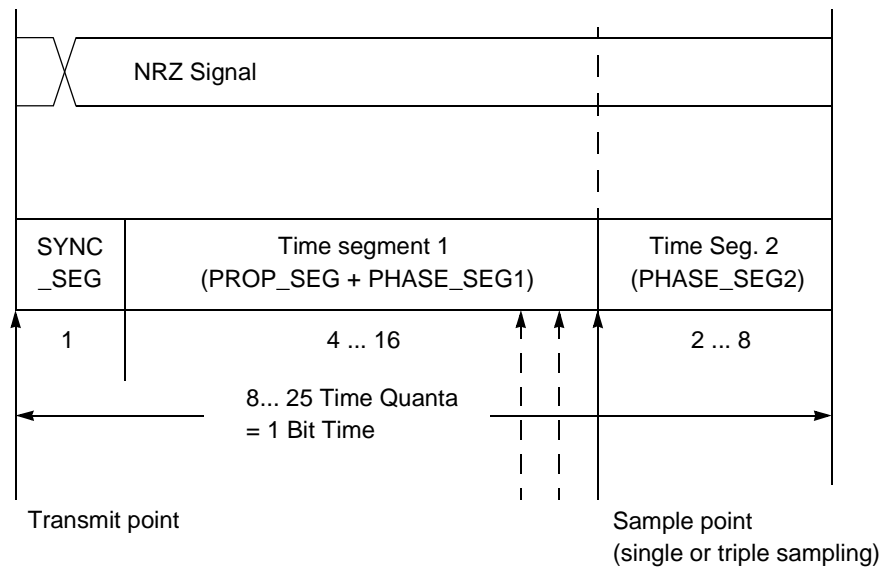 NRZ Signal
SYNC
_SEG
Time segment 1
(PROP_SEG + PHASE_SEG1)
Time Seg. 2
(PHASE_SEG2)
1
4 ... 16
2 ... 8
8... 25 Time Quanta
= 1 Bit Time
Transmit point
Sample point
(single or triple sampling)